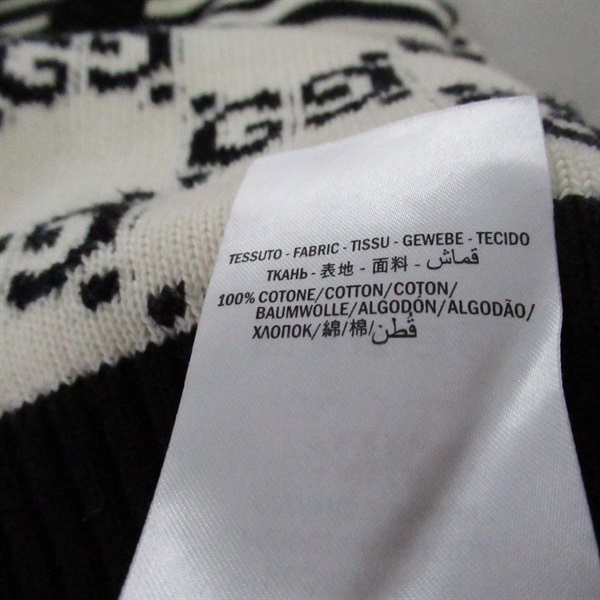 TESSUTO - FABRIC - TISSU - GEWEBE - TECIDO
ТКАНЬ - 表地 - 面料 - قماش
100% COTONE/COTTON/COTON/
BAUMWOLLE/ALGODÓN/ALGODÃO/
ХЛОПОК/綿/棉/قُطن